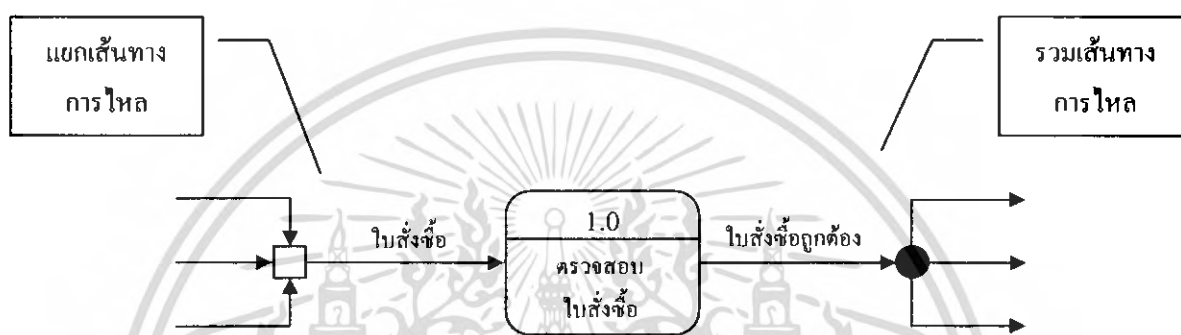 แยกเส้นทาง
การไหล
รวมเส้นทาง
การไหล
ใบสั่งซื้อ
1.0
ตรวจสอบ
ใบสั่งซื้อ
ใบสั่งซื้อถูกต้อง